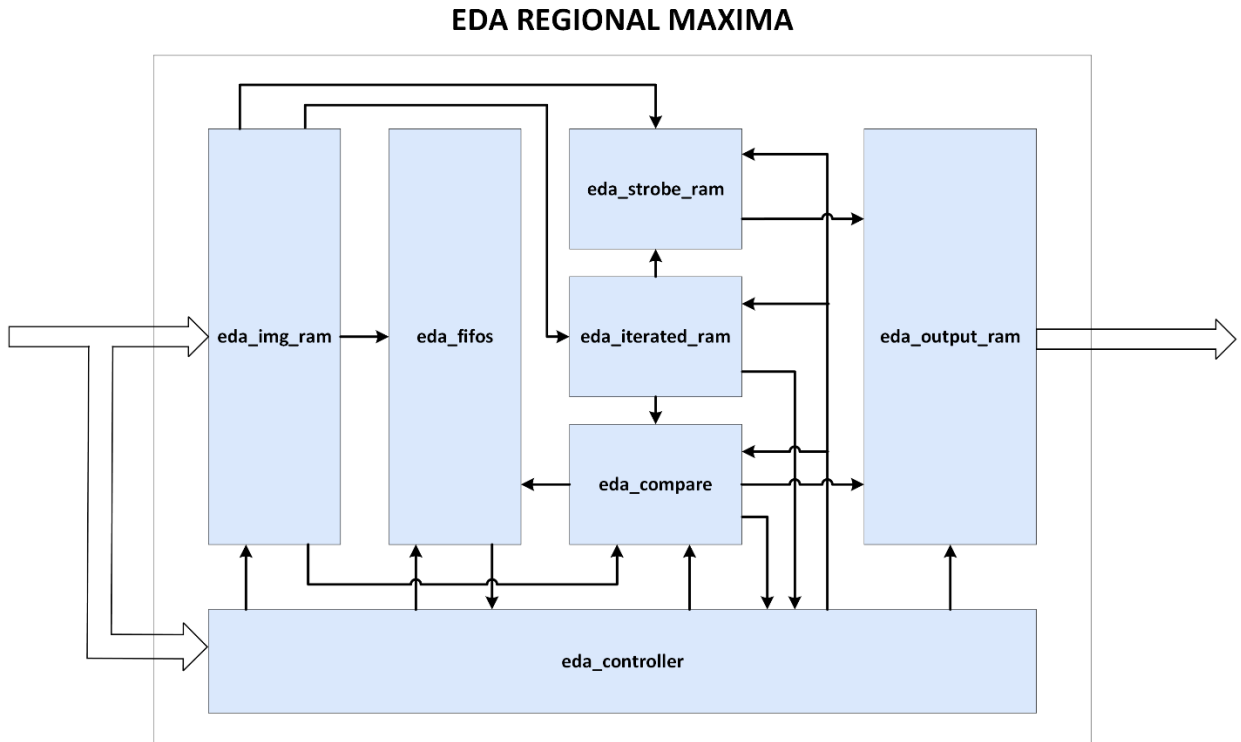 EDA REGIONAL MAXIMA
eda_strobe_ram
eda_img_ram
eda_fifos
eda_iterated_ram
eda_output_ram
eda_compare
eda_controller